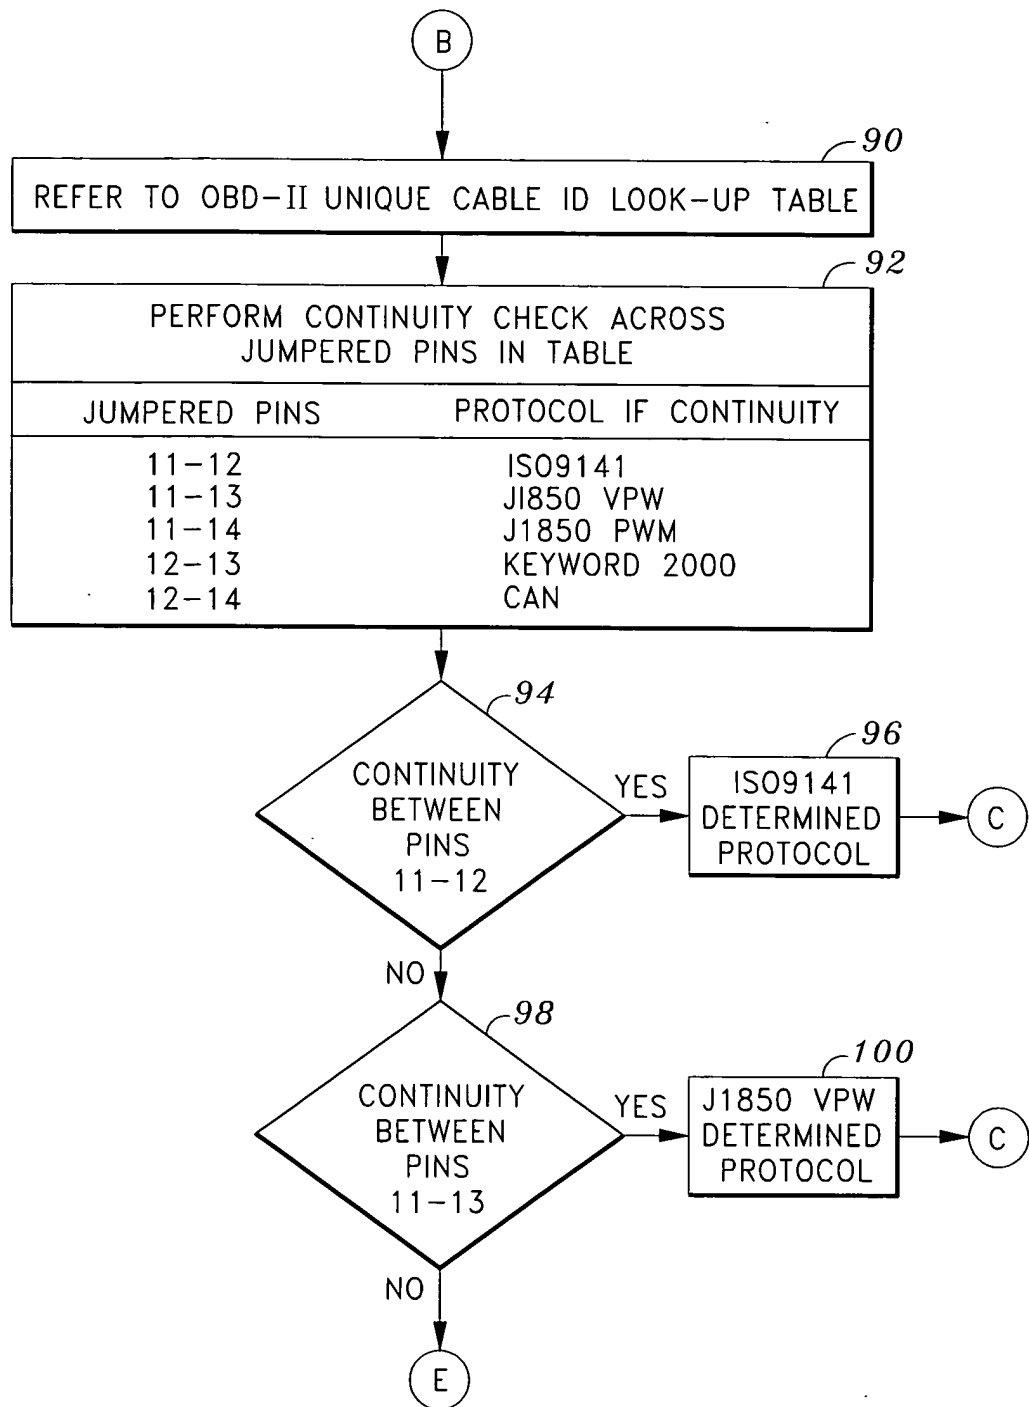 B
90
REFER TO OBD-II UNIQUE CABLE ID LOOK-UP TABLE
92
PERFORM CONTINUITY CHECK ACROSS
JUMPERED PINS IN TABLE
JUMPERED PINS PROTOCOL IF CONTINUITY
11-12 ISO9141
11-13 JI850 VPW
11-14 J1850 PWM
12-13 KEYWORD 2000
12-14 CAN
94
CONTINUITY
BETWEEN
PINS
11-12
YES
96
ISO9141
DETERMINED
PROTOCOL
C
NO
98
CONTINUITY
BETWEEN
PINS
11-13
YES
100
J1850 VPW
DETERMINED
PROTOCOL
C
NO
E